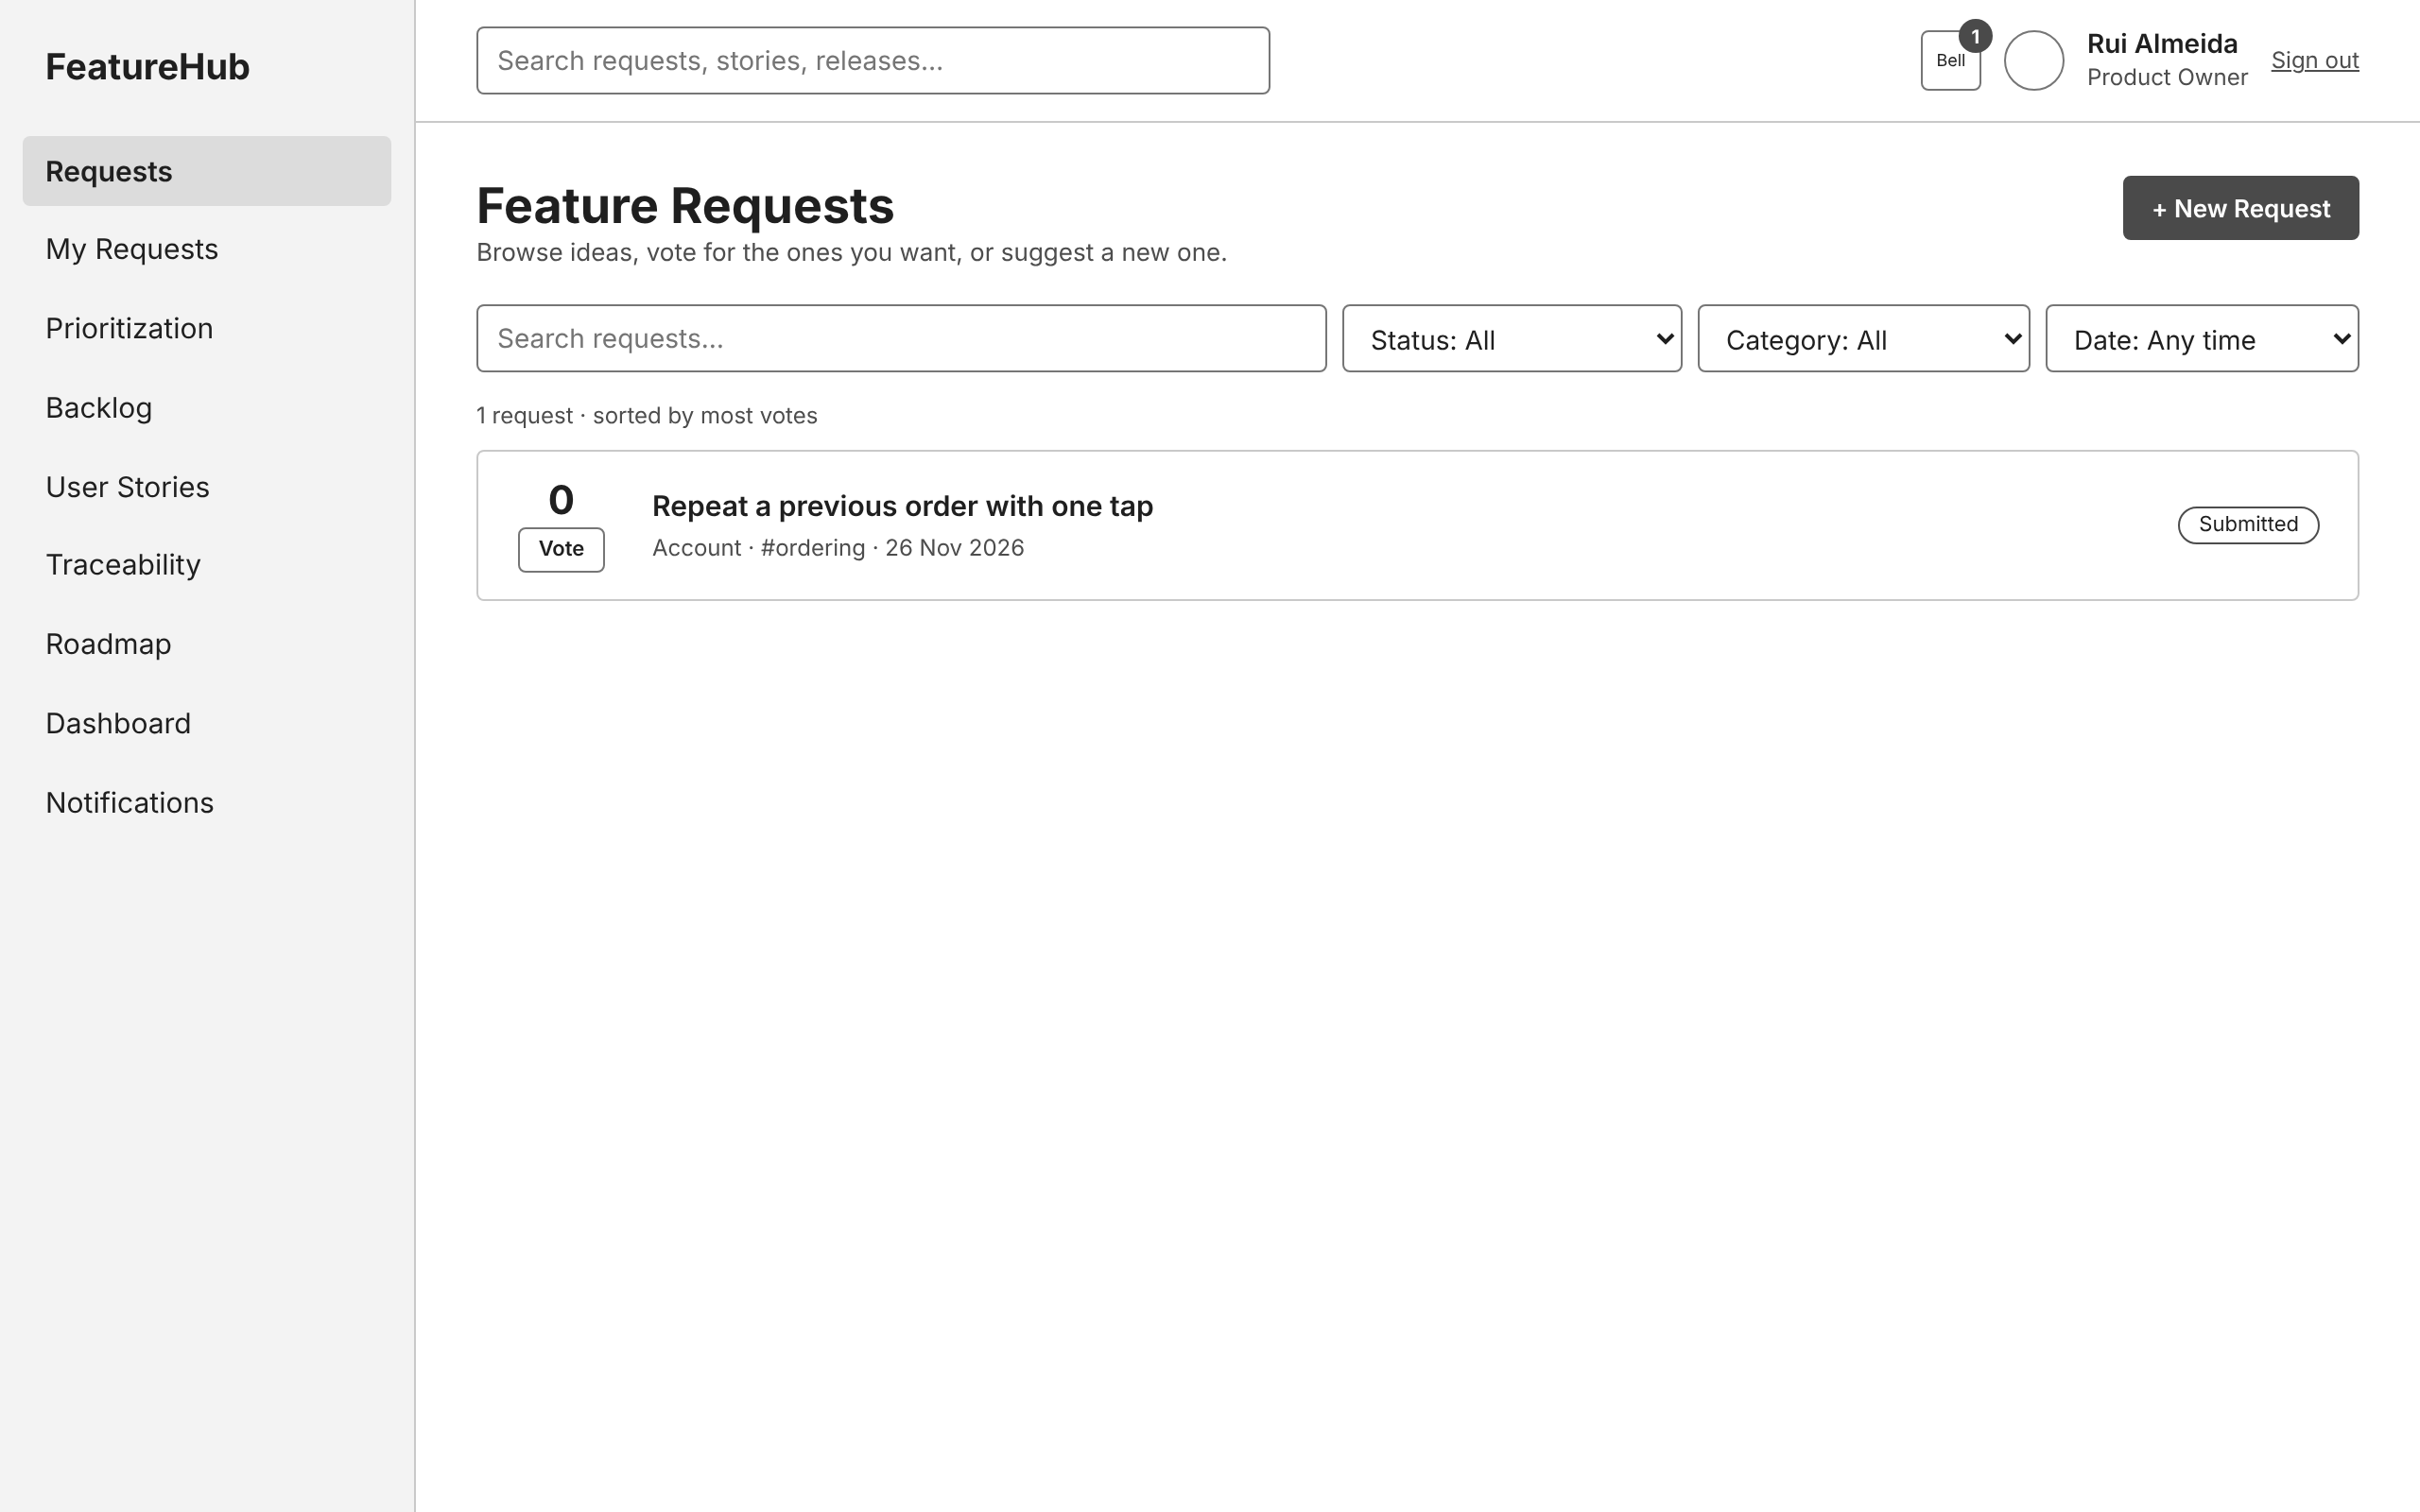 FeatureHub
Requests
My Requests
Prioritization
Backlog
User Stories
Traceability
Roadmap
Dashboard
Notifications
Search requests, stories, releases...
Bell
1
Rui Almeida
Product Owner
Sign out
Feature Requests
Browse ideas, vote for the ones you want, or suggest a new one.
+ New Request
Search requests...
Status: All
Category: All
Date: Any time
1 request · sorted by most votes
0
Vote
Repeat a previous order with one tap
Account · #ordering · 26 Nov 2026
Submitted